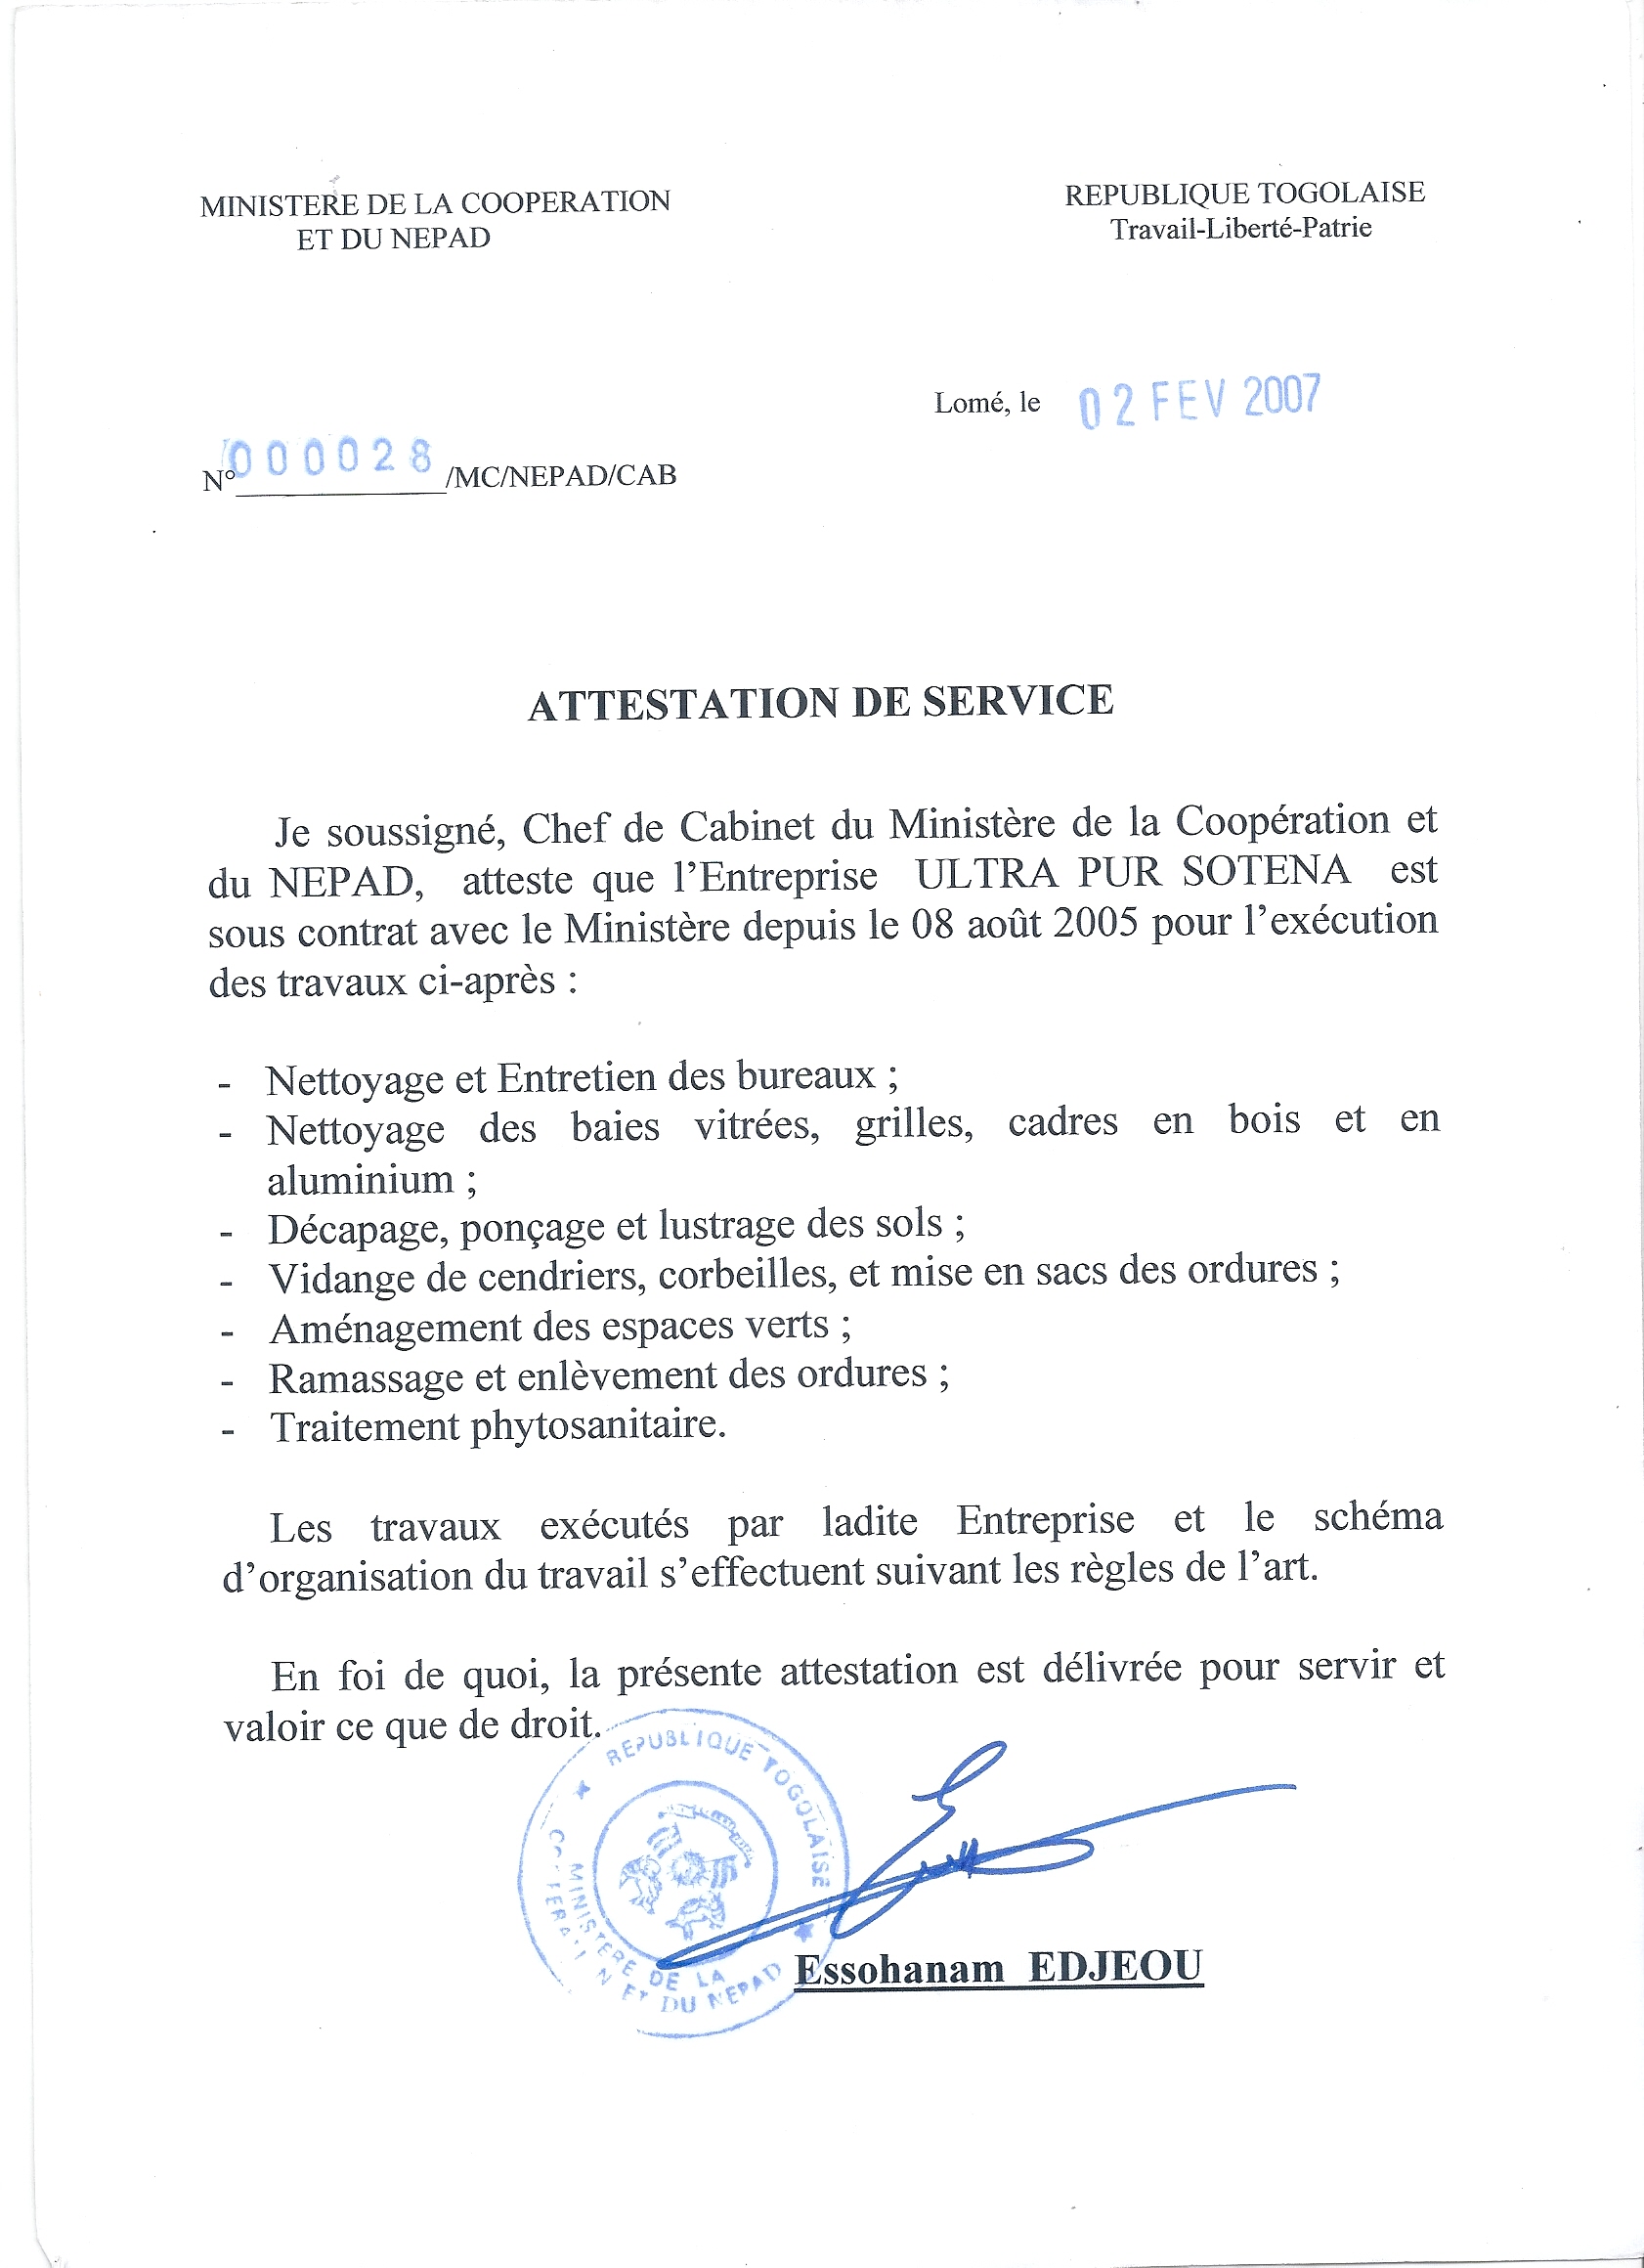 MINISTERE DE LA COOPERATION
ET DU NEPAD
REPUBLIQUE TOGOLAISE
Travail-Liberté-Patrie
Lomé, le 02 FEV 2007
N° 000028 /MC/NEPAD/CAB
ATTESTATION DE SERVICE
Je soussigné, Chef de Cabinet du Ministère de la Coopération et
du NEPAD, atteste que l’Entreprise ULTRA PUR SOTENA est
sous contrat avec le Ministère depuis le 08 août 2005 pour l’exécution
des travaux ci-après :
- Nettoyage et Entretien des bureaux ;
- Nettoyage des baies vitrées, grilles, cadres en bois et en
aluminium ;
- Décapage, ponçage et lustrage des sols ;
- Vidange de cendriers, corbeilles, et mise en sacs des ordures ;
- Aménagement des espaces verts ;
- Ramassage et enlèvement des ordures ;
- Traitement phytosanitaire.
Les travaux exécutés par ladite Entreprise et le schéma
d’organisation du travail s’effectuent suivant les règles de l’art.
En foi de quoi, la présente attestation est délivrée pour servir et
valoir ce que de droit.
REPUBLIQUE TOGOLAISE
MINISTERE DE LA
ET DU NEPAD
Essohanam EDJEOU